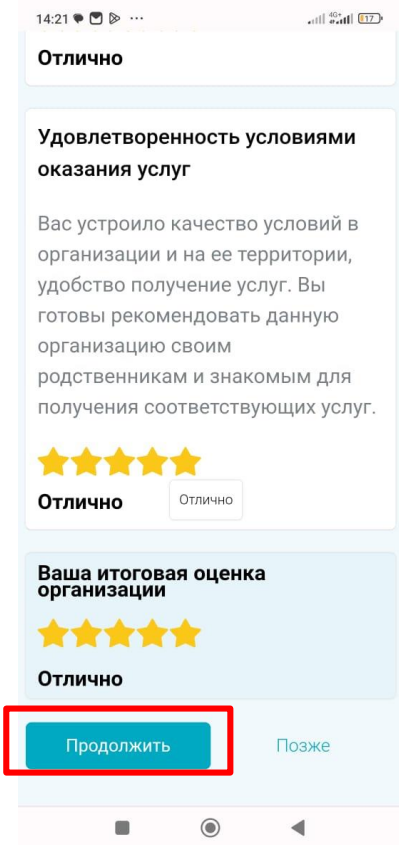 14:21 ... 4G+ 17
Отлично
Удовлетворенность условиями
оказания услуг
Вас устроило качество условий в
организации и на ее территории,
удобство получение услуг. Вы
готовы рекомендовать данную
организацию своим
родственникам и знакомым для
получения соответствующих услуг.
Отлично
Отлично
Ваша итоговая оценка
организации
Отлично
Продолжить
Позже